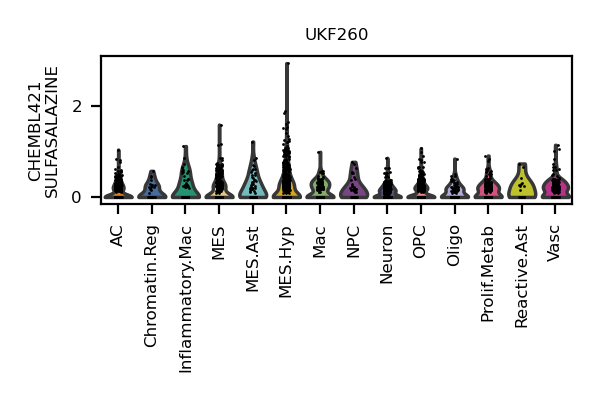 UKF260
CHEMBL421
SULFASALAZINE
2
0
AC
Chromatin.Reg
Inflammatory.Mac
MES
MES.Ast
MES.Hyp
Mac
NPC
Neuron
OPC
Oligo
Prolif.Metab
Reactive.Ast
Vasc